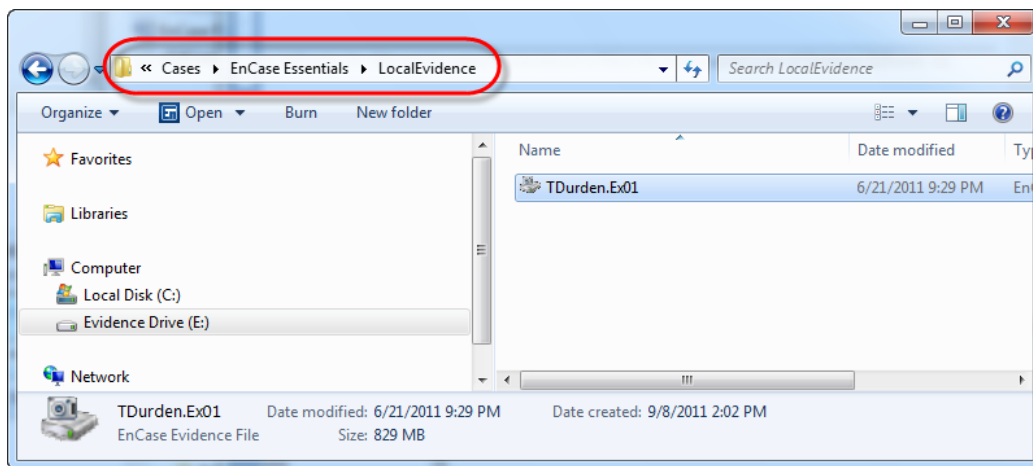 « Cases ▸ EnCase Essentials ▸ LocalEvidence Search LocalEvidence
Organize Open Burn New folder
Name Date modified
Favorites
TDurden.Ex01 6/21/2011 9:29 PM
Libraries
Computer
Local Disk (C:)
Evidence Drive (E:)
Network
TDurden.Ex01 Date modified: 6/21/2011 9:29 PM Date created: 9/8/2011 2:02 PM
EnCase Evidence File Size: 829 MB